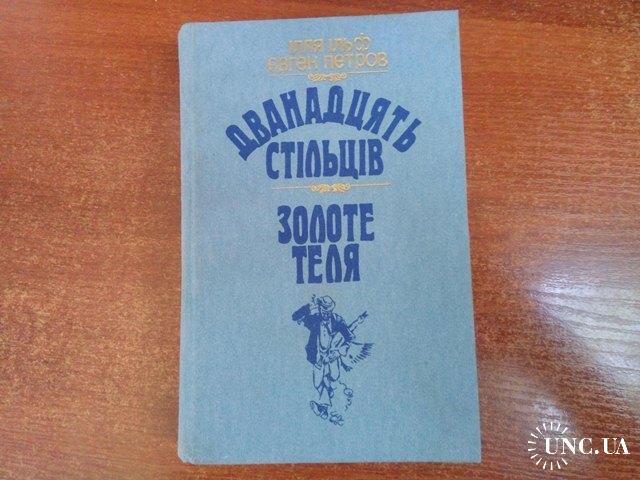 ІЛЛЯ ІЛЬФ
ЄВГЕН ПЕТРОВ
ДВАНАДЦЯТЬ
СТІЛЬЦІВ
ЗОЛОТЕ
ТЕЛЯ
UNC.UA